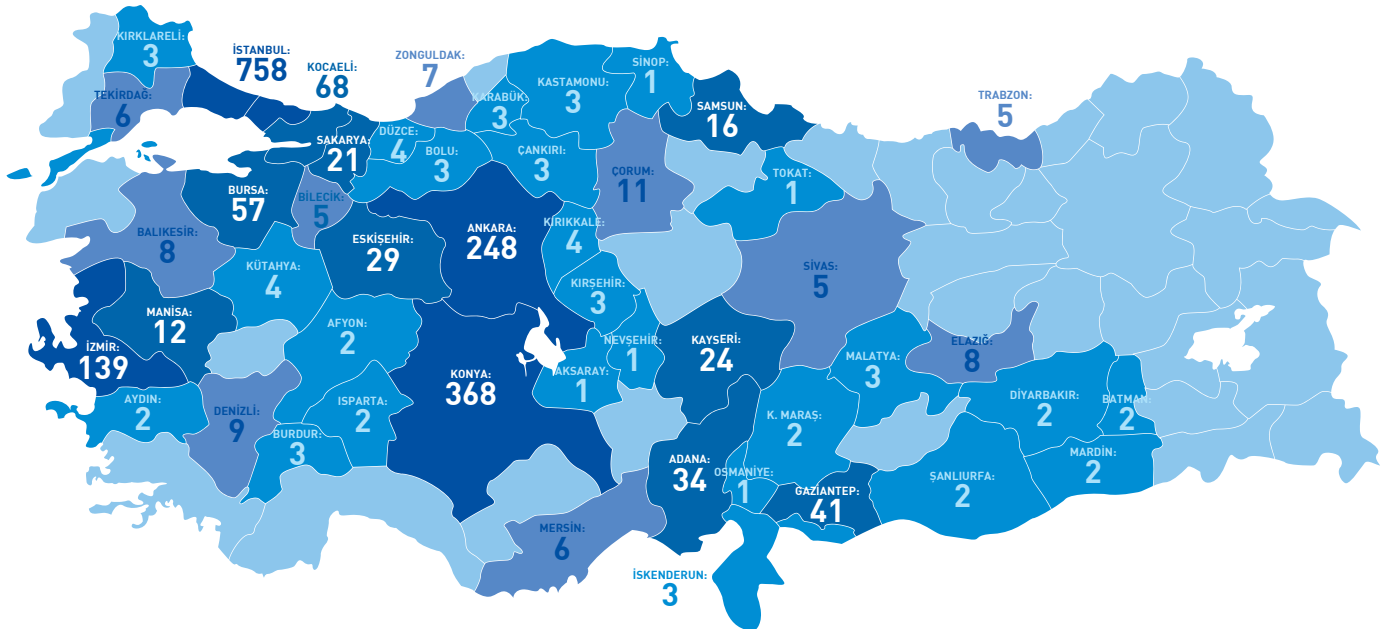 KIRKLARELİ:
3
İSTANBUL:
758
KOCAELİ:
68
ZONGULDAK:
7
TEKİRDAĞ:
6
KARABÜK:
3
KASTAMONU:
3
SİNOP:
1
SAMSUN:
16
TRABZON:
5
SAKARYA:
21
DÜZCE:
4
BOLU:
3
ÇANKIRI:
3
ÇORUM:
11
TOKAT:
1
BURSA:
57
BİLECİK:
5
BALIKESİR:
8
ESKİŞEHİR:
29
ANKARA:
248
KIRIKKALE:
4
KÜTAHYA:
4
KIRŞEHİR:
3
SİVAS:
5
MANİSA:
12
İZMİR:
139
AFYON:
2
NEVŞEHİR:
1
KAYSERİ:
24
MALATYA:
3
ELAZIĞ:
8
KONYA:
368
AKSARAY:
1
AYDIN:
2
DENİZLİ:
9
ISPARTA:
2
BURDUR:
3
K. MARAŞ:
2
DİYARBAKIR:
2
BATMAN:
2
ADANA:
34
OSMANİYE:
1
GAZİANTEP:
41
ŞANLIURFA:
2
MARDİN:
2
MERSİN:
6
İSKENDERUN:
3